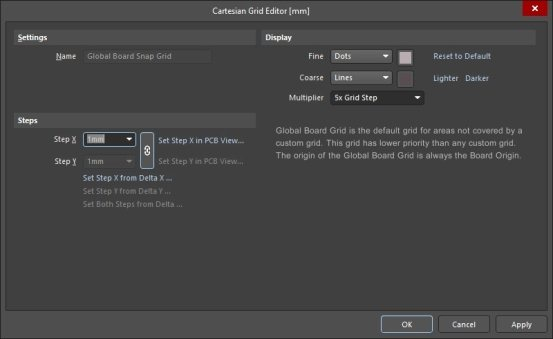 Cartesian Grid Editor [mm]
Settings
Name Global Board Snap Grid
Display
Fine Dots Reset to Default
Coarse Lines Lighter Darker
Multiplier 5x Grid Step
Global Board Grid is the default grid for areas not covered by a
custom grid. This grid has lower priority than any custom grid.
The origin of the Global Board Grid is always the Board Origin.
Steps
Step X 1mm Set Step X in PCB View...
Step Y 1mm Set Step Y in PCB View...
Set Step X from Delta X ...
Set Step Y from Delta Y ...
Set Both Steps from Delta ...
OK Cancel Apply